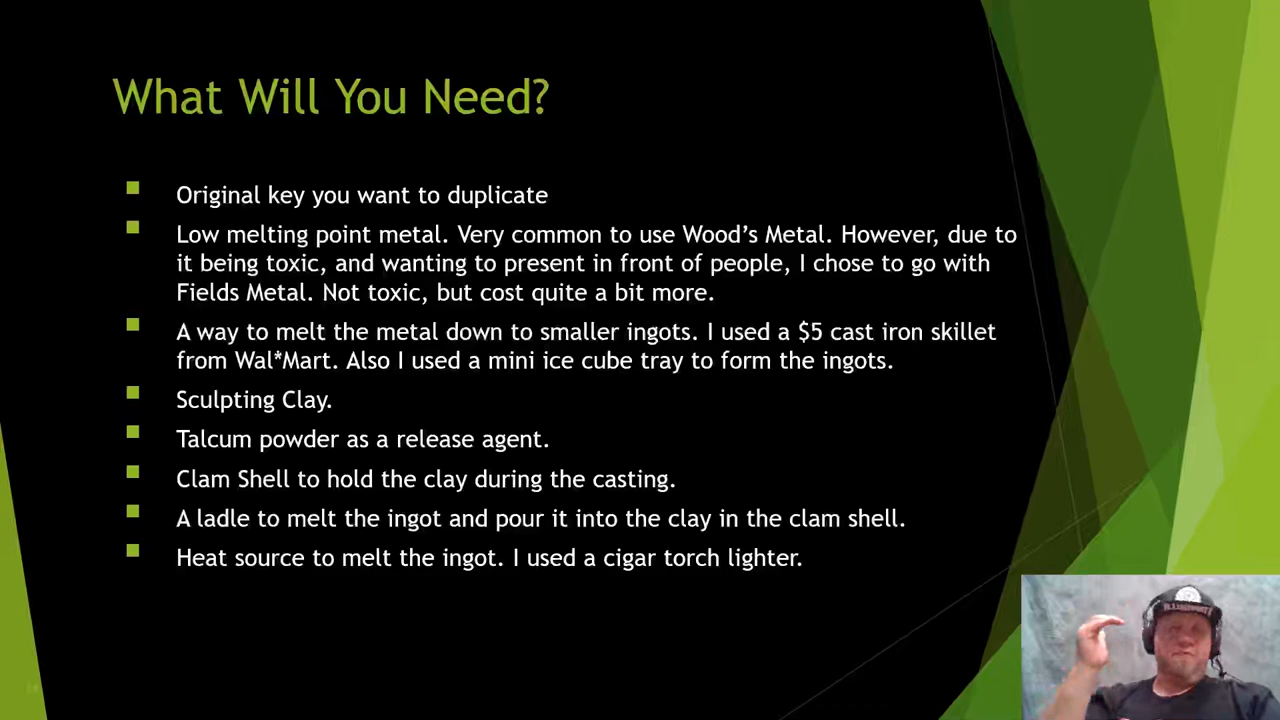 What Will You Need?
Original key you want to duplicate
Low melting point metal. Very common to use Wood's Metal. However, due to
it being toxic, and wanting to present in front of people, I chose to go with
Fields Metal. Not toxic, but cost quite a bit more.
A way to melt the metal down to smaller ingots. I used a $5 cast iron skillet
from Wal*Mart. Also I used a mini ice cube tray to form the ingots.
Sculpting Clay.
Talcum powder as a release agent.
Clam Shell to hold the clay during the casting.
A ladle to melt the ingot and pour it into the clay in the clam shell.
Heat source to melt the ingot. I used a cigar torch lighter.